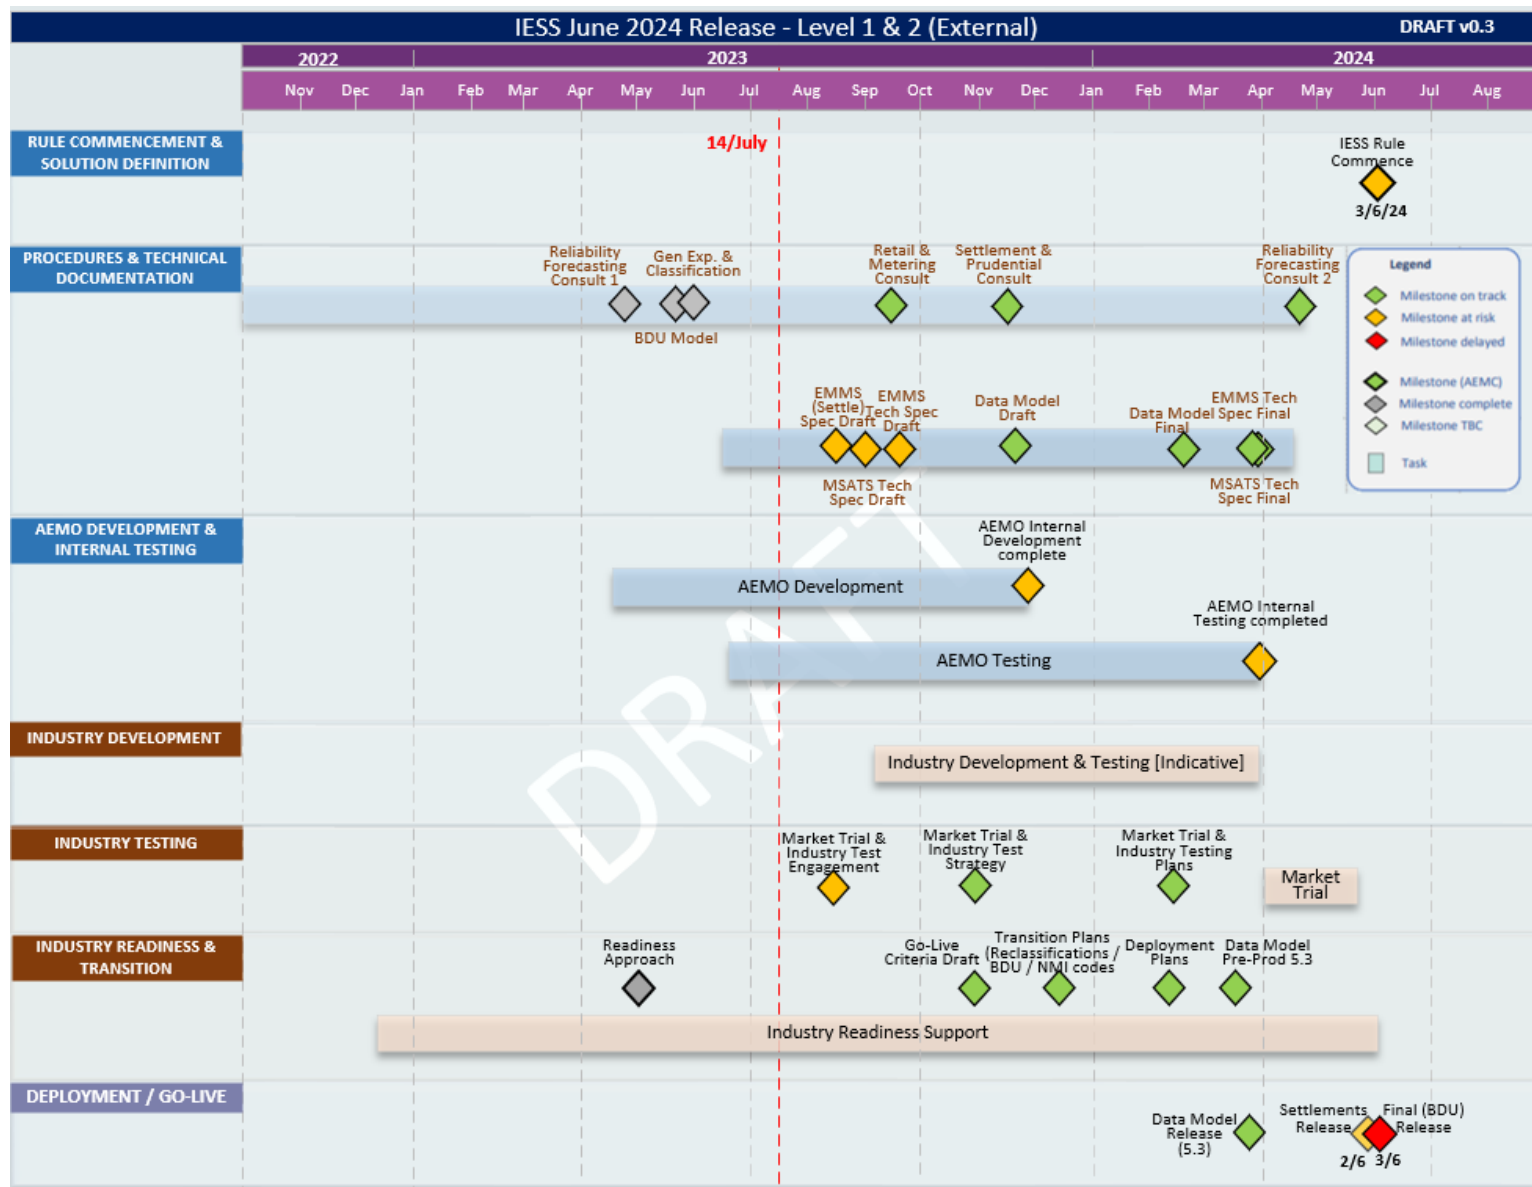 IESS June 2024 Release - Level 1 & 2 (External)
DRAFT v0.3
2022
2023
2024
Nov Dec Jan Feb Mar Apr May Jun Jul Aug Sep Oct Nov Dec Jan Feb Mar Apr May Jun Jul Aug
RULE COMMENCEMENT &
SOLUTION DEFINITION
14/July
IESS Rule
Commence
3/6/24
PROCEDURES & TECHNICAL
DOCUMENTATION
Reliability
Forecasting
Consult 1
Gen Exp. &
Classification
BDU Model
Retail &
Metering
Consult
Settlement &
Prudential
Consult
Reliability
Forecasting
Consult 2
Legend
Milestone on track
Milestone at risk
Milestone delayed
Milestone (AEMC)
Milestone complete
Milestone TBC
Task
EMMS
(Settle)
Spec Draft
EMMS
Tech Spec
Draft
MSATS Tech
Spec Draft
Data Model
Draft
Data Model
Final
EMMS Tech
Spec Final
MSATS Tech
Spec Final
AEMO DEVELOPMENT &
INTERNAL TESTING
AEMO Internal
Development
complete
AEMO Development
AEMO Internal
Testing completed
AEMO Testing
DRAFT
INDUSTRY DEVELOPMENT
Industry Development & Testing [Indicative]
INDUSTRY TESTING
Market Trial &
Industry Test
Engagement
Market Trial &
Industry Test
Strategy
Market Trial &
Industry Testing
Plans
Market
Trial
INDUSTRY READINESS &
TRANSITION
Readiness
Approach
Go-Live
Criteria Draft
Transition Plans
(Reclassifications /
BDU / NMI codes
Deployment
Plans
Data Model
Pre-Prod 5.3
Industry Readiness Support
DEPLOYMENT / GO-LIVE
Data Model
Release
(5.3)
Settlements
Release
2/6
Final (BDU)
Release
3/6